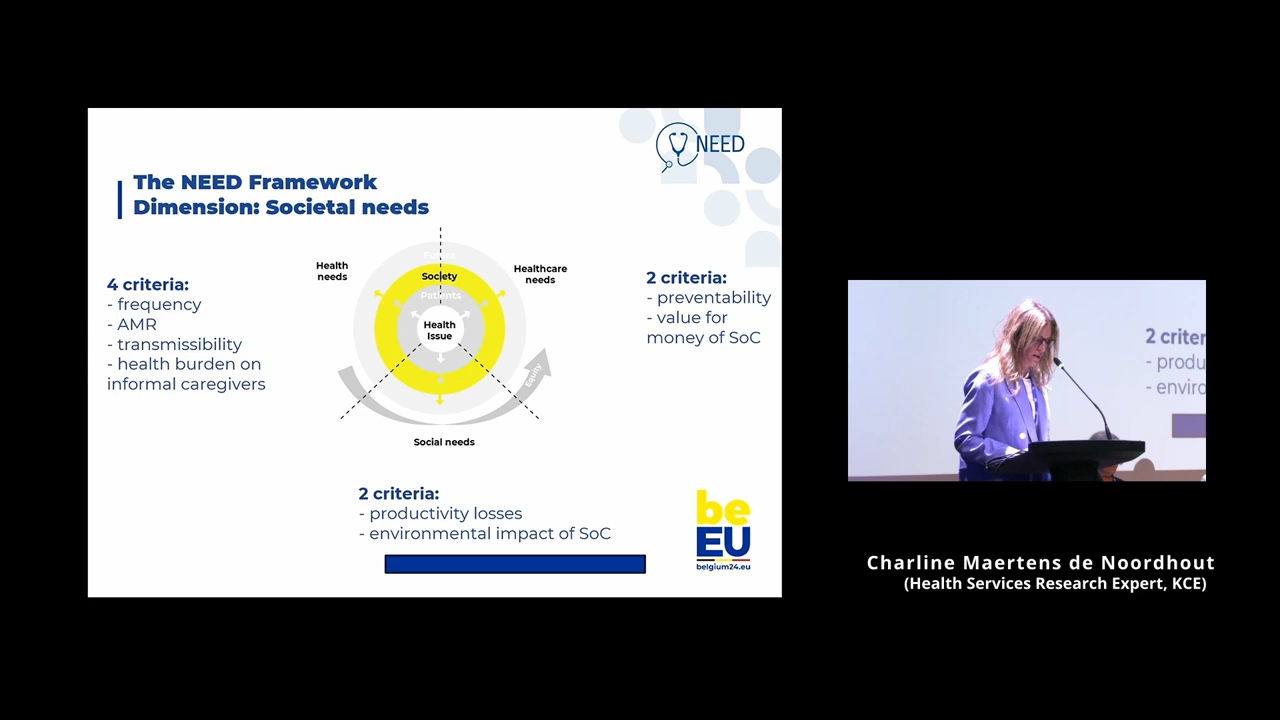 NEED
The NEED Framework
Dimension: Societal needs
4 criteria:
- frequency
- AMR
- transmissibility
- health burden on
informal caregivers
Health
needs
Future
Society
Patients
Health
Issue
Healthcare
needs
Equity
Social needs
2 criteria:
- preventability
- value for
money of SoC
2 criteria:
- productivity losses
- environmental impact of SoC
be
EU
belgium24.eu
2 criter
- produ
- enviro
Charline Maertens de Noordhout
(Health Services Research Expert, KCE)